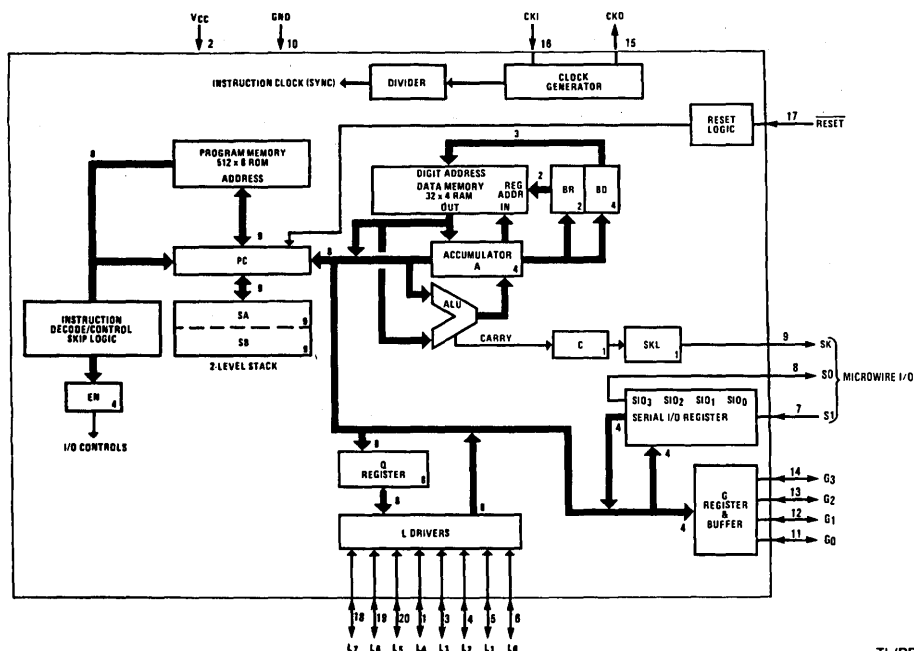 VCC GND CKI CKO
2 10 16 15
INSTRUCTION CLOCK (SYNC)
DIVIDER
CLOCK
GENERATOR
RESET
LOGIC
17
RESET
PROGRAM MEMORY
512 x 8 ROM
ADDRESS
8
9
3
DIGIT ADDRESS
DATA MEMORY
32 x 4 RAM
OUT
REG
ADDR
IN
2
BR
2
BD
4
PC
8
ACCUMULATOR
A
4
9
SA
9
SB
9
2-LEVEL STACK
INSTRUCTION
DECODE/CONTROL
SKIP LOGIC
EN
4
I/O CONTROLS
ALU
CARRY
C
1
SKL
1
9
SK
8
SO
7
S1
MICROWIRE I/O
SIO3 SIO2 SIO1 SIO0
SERIAL I/O REGISTER
4
4
8
Q
REGISTER
8
8
8
L DRIVERS
4
G
REGISTER
&
BUFFER
14 G3
13 G2
12 G1
11 G0
18 19 20 1 3 4 5 6
L7 L6 L5 L4 L3 L2 L1 L0